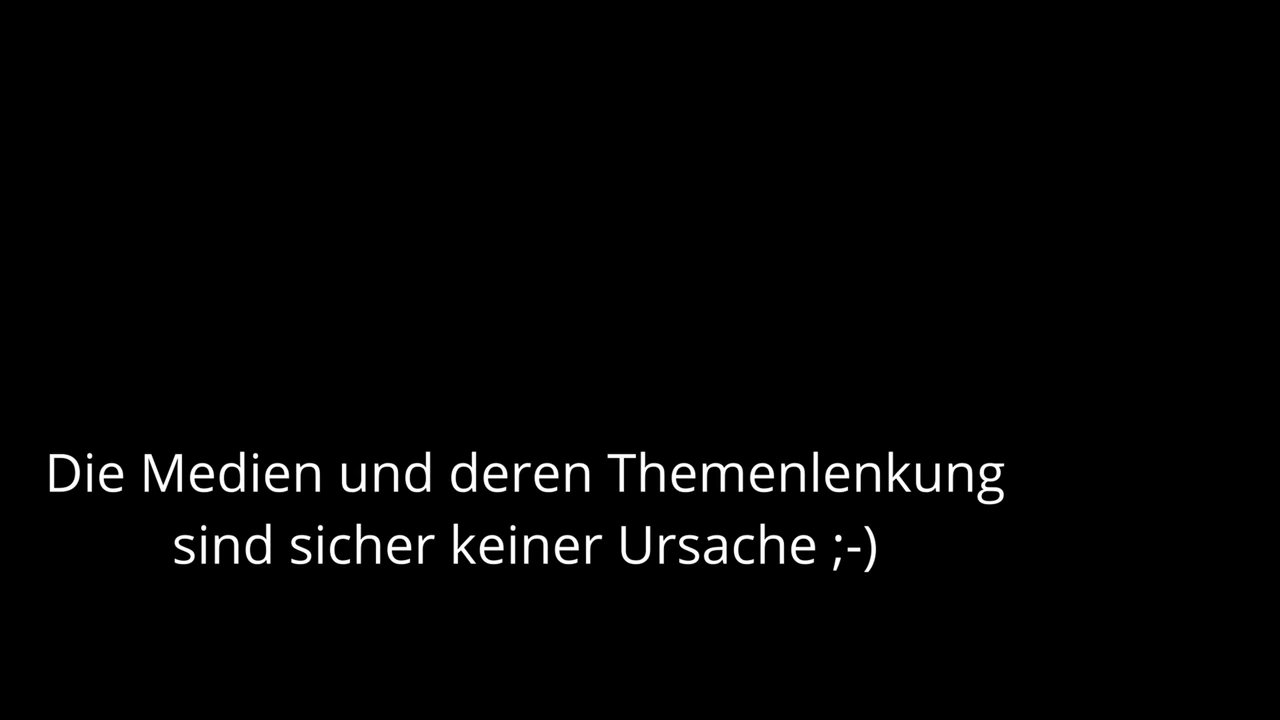 Die Medien und deren Themenlenkung
sind sicher keiner Ursache ;-)